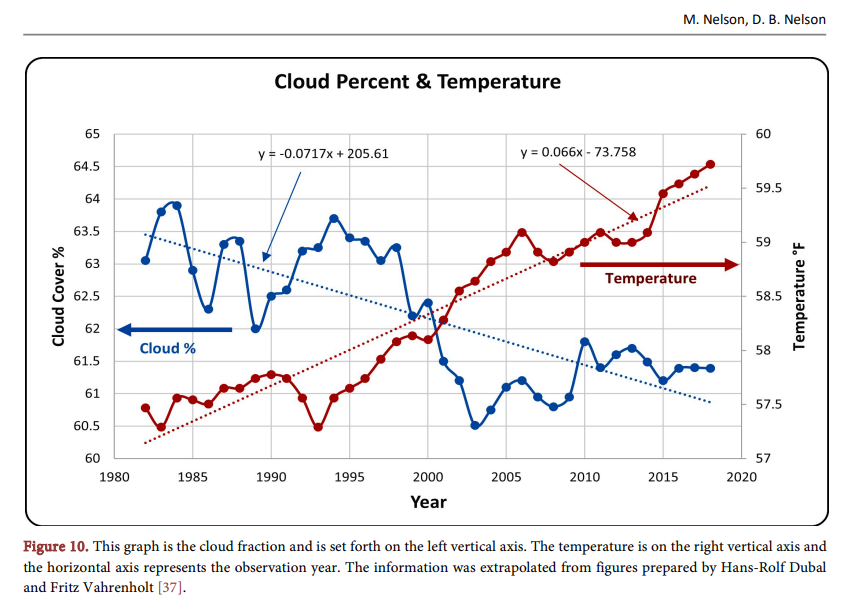 M. Nelson, D. B. Nelson
Cloud Percent & Temperature
65
64.5
64
63.5
63
62.5
62
61.5
61
60.5
60
Cloud Cover %
y = -0.0717x + 205.61
y = 0.066x - 73.758
Cloud %
Temperature
60
59.5
59
58.5
58
57.5
57
Temperature °F
1980 1985 1990 1995 2000 2005 2010 2015 2020
Year
Figure 10. This graph is the cloud fraction and is set forth on the left vertical axis. The temperature is on the right vertical axis and
the horizontal axis represents the observation year. The information was extrapolated from figures prepared by Hans-Rolf Dubal
and Fritz Vahrenholt [37].